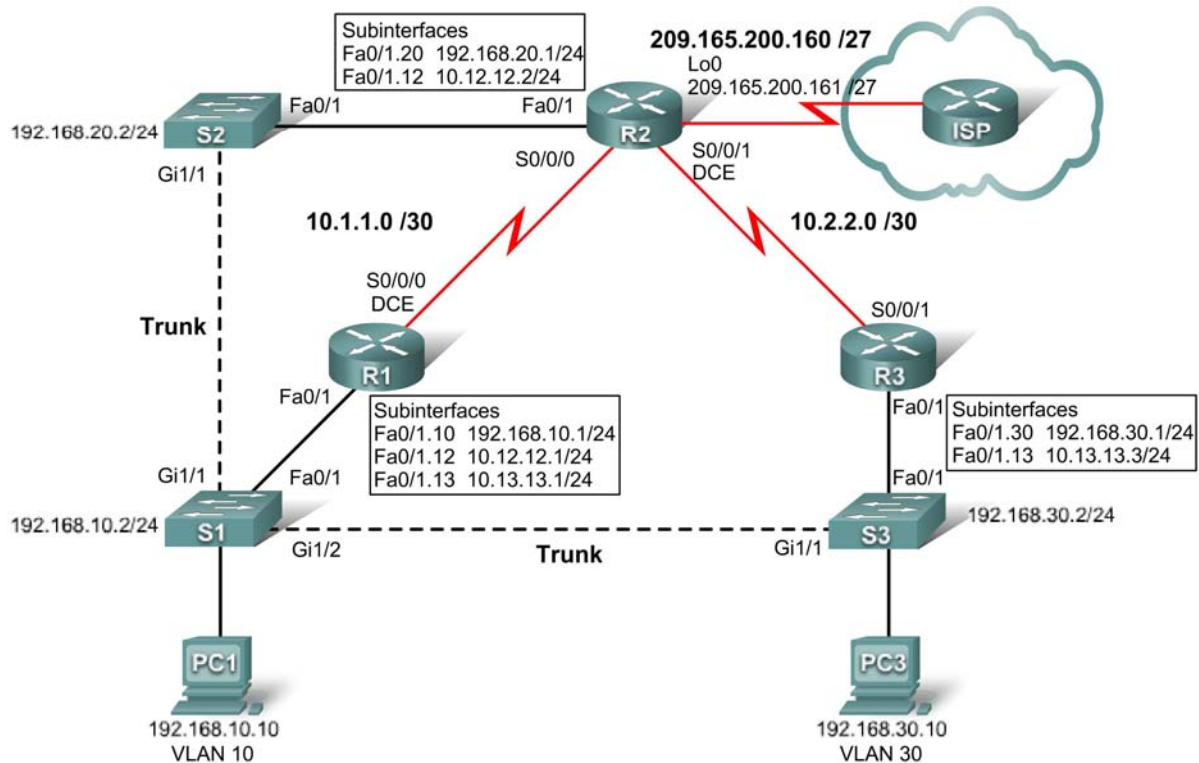 Subinterfaces
Fa0/1.20 192.168.20.1/24
Fa0/1.12 10.12.12.2/24
209.165.200.160 /27
Lo0
209.165.200.161 /27
Fa0/1
Fa0/1
192.168.20.2/24
S2
R2
ISP
Gi1/1
S0/0/0
S0/0/1
DCE
10.1.1.0 /30
10.2.2.0 /30
S0/0/0
DCE
Trunk
S0/0/1
R1
R3
Fa0/1
Subinterfaces
Fa0/1.10 192.168.10.1/24
Fa0/1.12 10.12.12.1/24
Fa0/1.13 10.13.13.1/24
Fa0/1
Subinterfaces
Fa0/1.30 192.168.30.1/24
Fa0/1.13 10.13.13.3/24
Gi1/1
Fa0/1
Fa0/1
192.168.10.2/24
S1
Gi1/2
Trunk
Gi1/1
S3
192.168.30.2/24
PC1
PC3
192.168.10.10
VLAN 10
192.168.30.10
VLAN 30